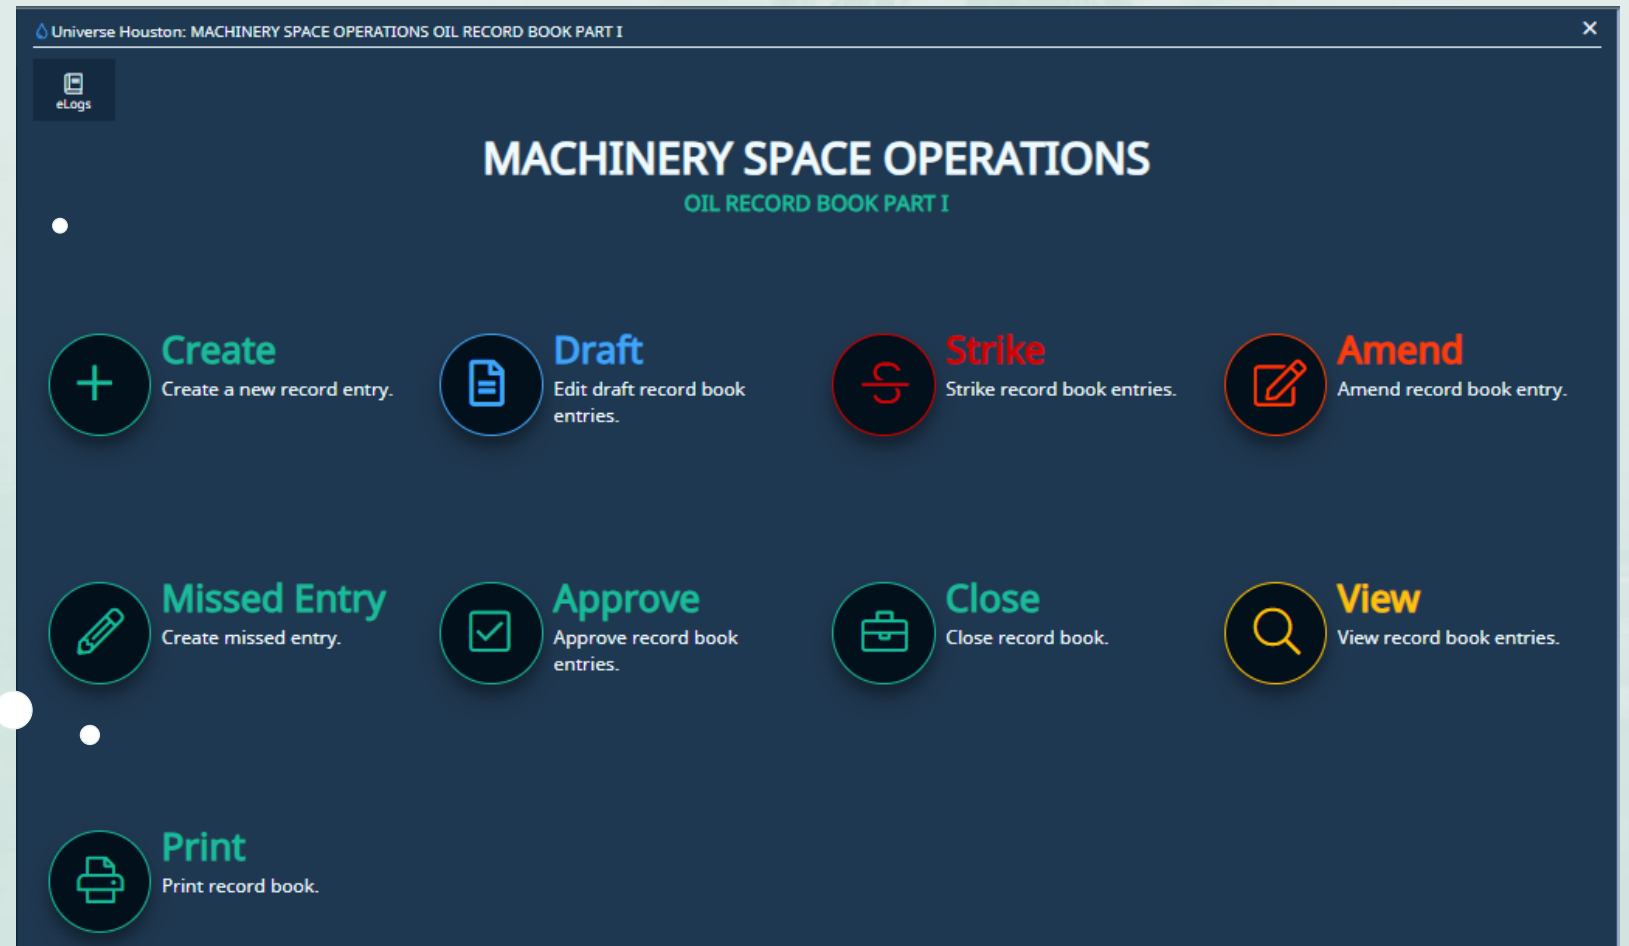 Universe Houston: MACHINERY SPACE OPERATIONS OIL RECORD BOOK PART I
eLogs
MACHINERY SPACE OPERATIONS
OIL RECORD BOOK PART I
Create
Create a new record entry.
Draft
Edit draft record book
entries.
Strike
Strike record book entries.
Amend
Amend record book entry.
Missed Entry
Create missed entry.
Approve
Approve record book
entries.
Close
Close record book.
View
View record book entries.
Print
Print record book.